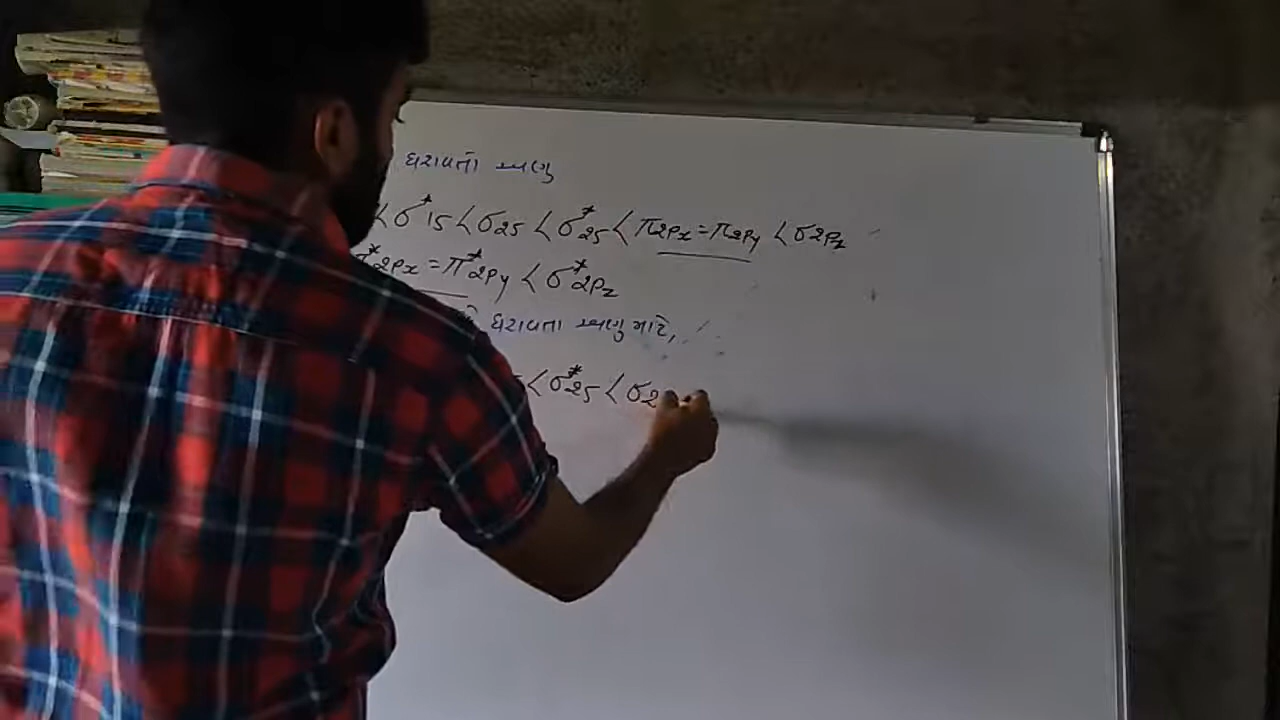 ધરાવતા અણુ
< σ*1s < σ2s < σ*2s < π2px = π2py < σ2pz
π*2px = π*2py < σ*2pz
ધરાવતા અણુ માટે,
< σ*2s < σ2